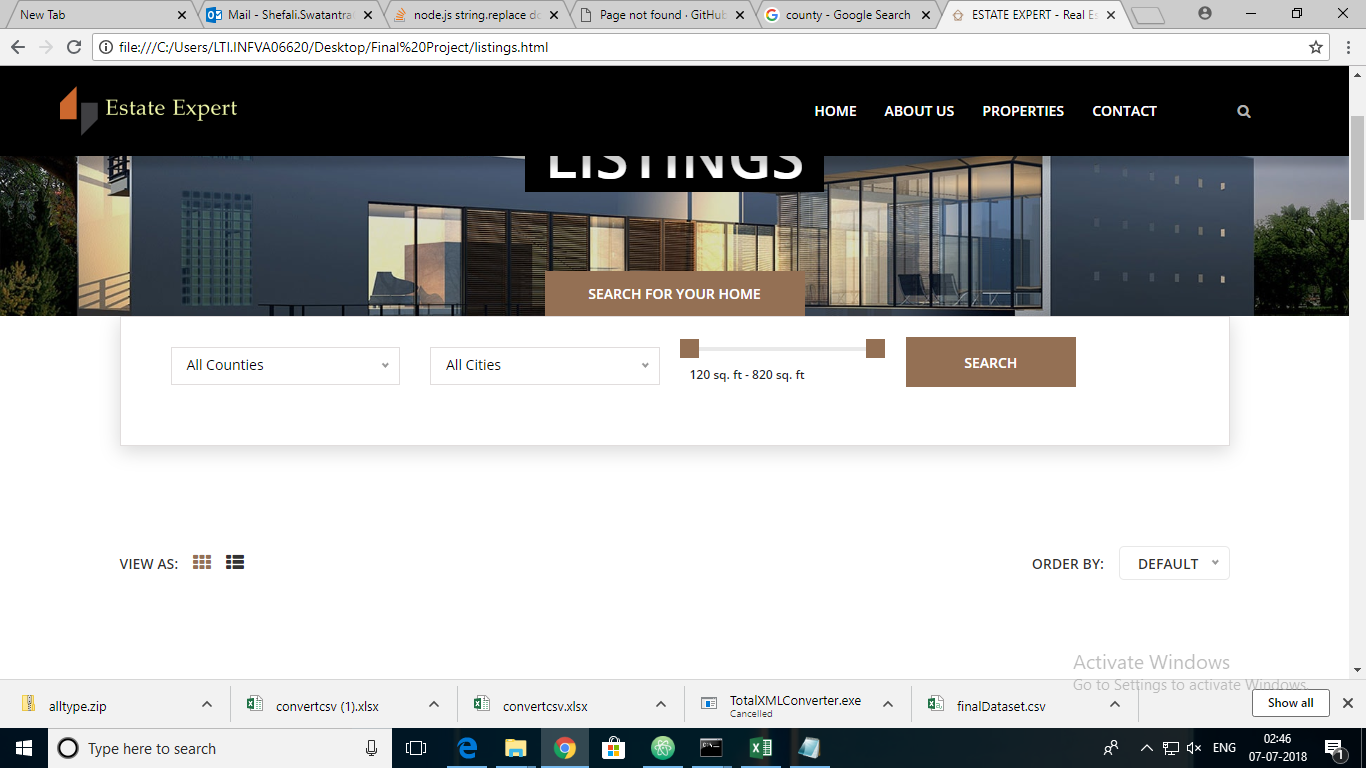 New Tab
Mail - Shefali.Swatantra
node.js string.replace do
Page not found · GitHub
county - Google Search
ESTATE EXPERT - Real Es
file:///C:/Users/LTI.INFVA06620/Desktop/Final%20Project/listings.html
Estate Expert
HOME
ABOUT US
PROPERTIES
CONTACT
LISTINGS
SEARCH FOR YOUR HOME
All Counties
All Cities
120 sq. ft - 820 sq. ft
SEARCH
VIEW AS:
ORDER BY:
DEFAULT
Activate Windows
Go to Settings to activate Windows.
alltype.zip
convertcsv (1).xlsx
convertcsv.xlsx
TotalXMLConverter.exe
Cancelled
finalDataset.csv
Show all
Type here to search
ENG
02:46
07-07-2018
1